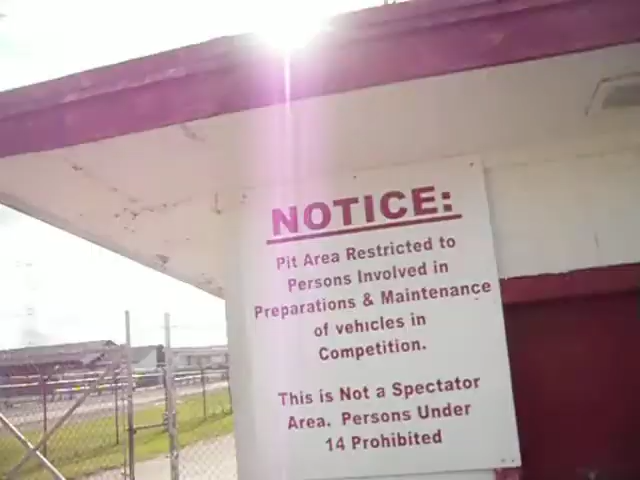 NOTICE:
Pit Area Restricted to
Persons Involved in
Preparations & Maintenance
of vehicles in
Competition.
This is Not a Spectator
Area. Persons Under
14 Prohibited